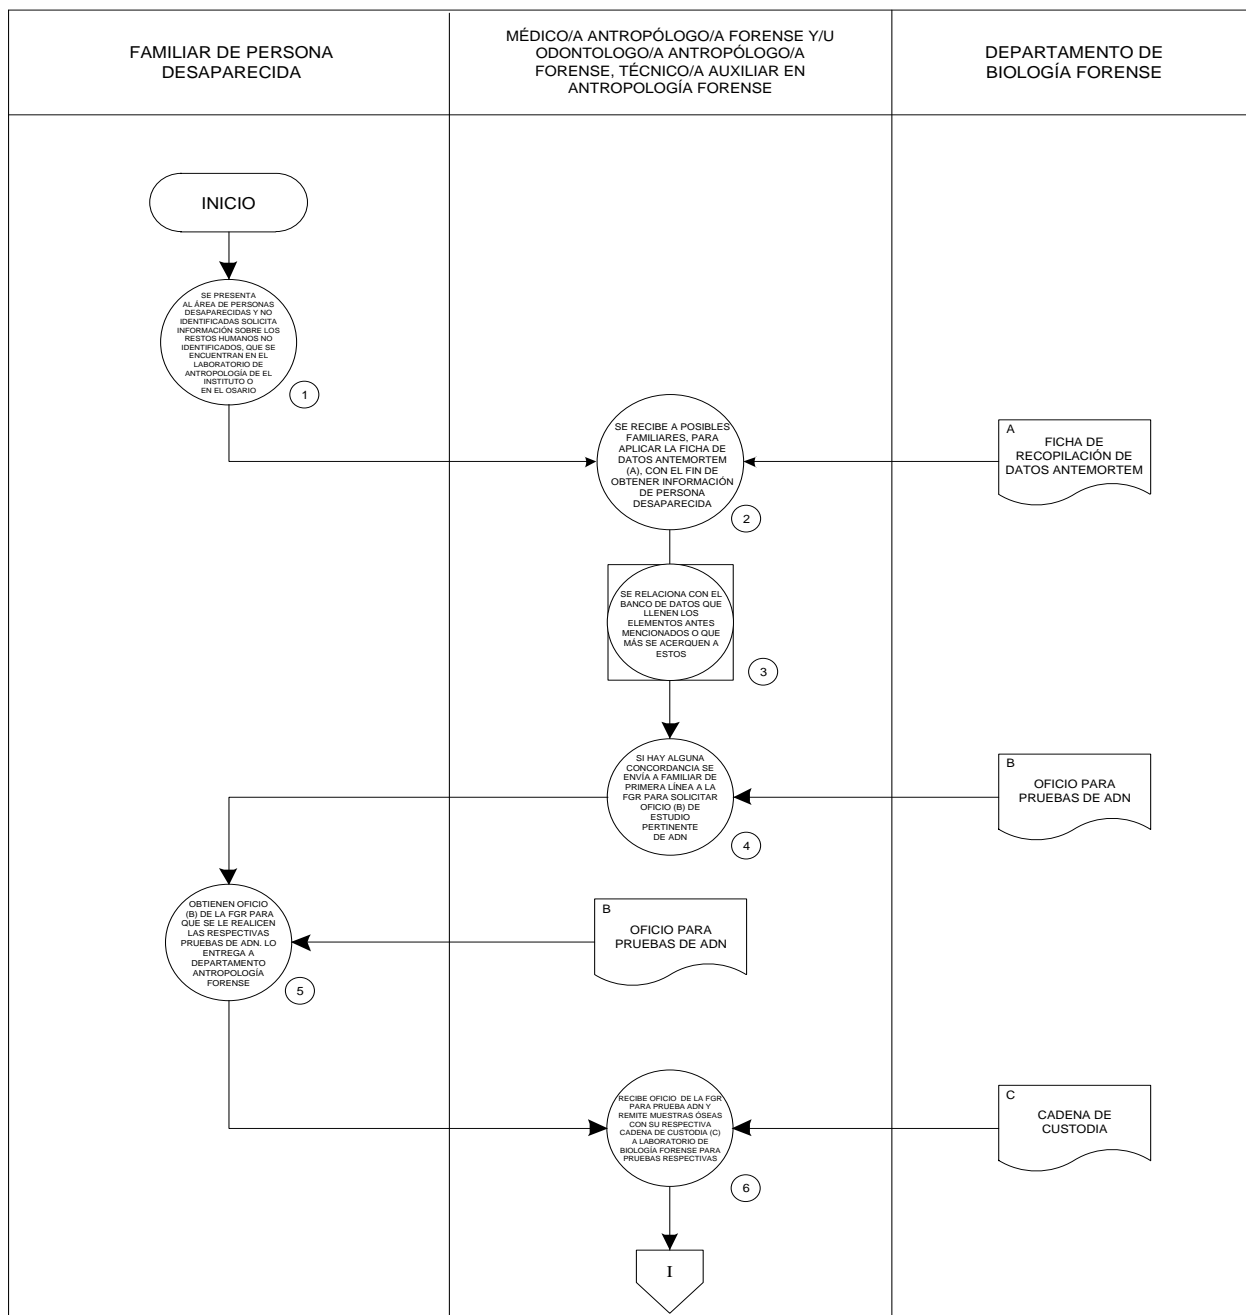 FAMILIAR DE PERSONA
DESAPARECIDA
MÉDICO/A ANTROPÓLOGO/A FORENSE Y/U
ODONTOLOGO/A ANTROPÓLOGO/A
FORENSE, TÉCNICO/A AUXILIAR EN
ANTROPOLOGÍA FORENSE
DEPARTAMENTO DE
BIOLOGÍA FORENSE
INICIO
SE PRESENTA
AL ÁREA DE PERSONAS
DESAPARECIDAS Y NO
IDENTIFICADAS SOLICITA
INFORMACIÓN SOBRE LOS
RESTOS HUMANOS NO
IDENTIFICADOS, QUE SE
ENCUENTRAN EN EL
LABORATORIO DE
ANTROPOLOGÍA DE EL
INSTITUTO O
EN EL OSARIO
1
SE RECIBE A POSIBLES
FAMILIARES, PARA
APLICAR LA FICHA DE
DATOS ANTEMORTEM
(A), CON EL FIN DE
OBTENER INFORMACIÓN
DE PERSONA
DESAPARECIDA
2
A
FICHA DE
RECOPILACIÓN DE
DATOS ANTEMORTEM
SE RELACIONA CON EL
BANCO DE DATOS QUE
LLENEN LOS
ELEMENTOS ANTES
MENCIONADOS O QUE
MÁS SE ACERQUEN A
ESTOS
3
SI HAY ALGUNA
CONCORDANCIA SE
ENVÍA A FAMILIAR DE
PRIMERA LÍNEA A LA
FGR PARA SOLICITAR
OFICIO (B) DE
ESTUDIO
PERTINENTE
DE ADN
4
B
OFICIO PARA
PRUEBAS DE ADN
OBTIENEN OFICIO
(B) DE LA FGR PARA
QUE SE LE REALICEN
LAS RESPECTIVAS
PRUEBAS DE ADN. LO
ENTREGA A
DEPARTAMENTO
ANTROPOLOGÍA
FORENSE
5
B
OFICIO PARA
PRUEBAS DE ADN
RECIBE OFICIO DE LA FGR
PARA PRUEBA ADN Y
REMITE MUESTRAS ÓSEAS
CON SU RESPECTIVA
CADENA DE CUSTODIA (C)
A LABORATORIO DE
BIOLOGÍA FORENSE PARA
PRUEBAS RESPECTIVAS
6
C
CADENA DE
CUSTODIA
I